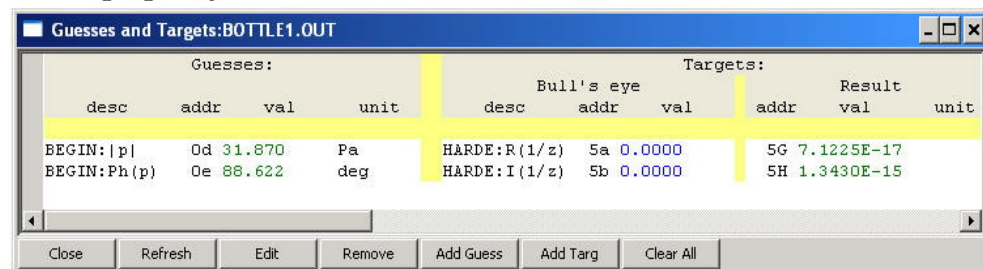 Guesses and Targets:BOTTLE1.OUT
Guesses: Targets:
Bull's eye Result
desc addr val unit desc addr val addr val unit
BEGIN:|p| 0d 31.870 Pa HARDE:R(1/z) 5a 0.0000 5G 7.1225E-17
BEGIN:Ph(p) 0e 88.622 deg HARDE:I(1/z) 5b 0.0000 5H 1.3430E-15
Close Refresh Edit Remove Add Guess Add Targ Clear All